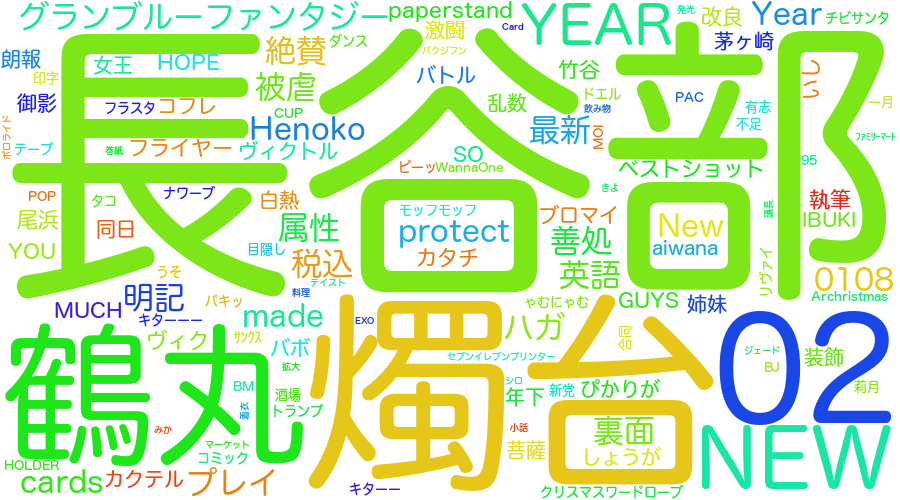 グランブルーファンタジー
paperstand
YEAR
発光
改良
Year
チビサンタ
朗報
女王
HOPE
絶賛
ダンス
激闘
Card
茅ヶ崎
パクジフン
印字
御影
フラスタ
コフレ
被虐
バトル
竹谷
ドエル
飲み物
PAC
有志
いし
一月
ポロライド
テープ
巻紙
フライヤー
CUP
Henoko
ヴィクトル
乱数
最新
MOI
不足
ファミリーマート
長谷部
POP
ナワーブ
白熱
ピーッ
SO
WannaOne
ベストショット
95
尾浜
タコ
同日
属性
モッフモッフ
protect
ブロマイ
きよ
New
議長
執筆
IBUKI
YOU
目隠し
税込
カタチ
善処
aiwana
リヴァイ
うそ
テイスト
英語
0108
MUCH
明記
パキッ
料理
ゃむにゃむ
GUYS
姉妹
Archristmas
キターーー
made
EXO
ハガ
合同
鶴丸
燭台
02
ヴィク
サンクス
バボ
セブンイレブンプリンター
ジェード
装飾
拡大
シロ
新党
BJ
BM
着衣
酒場
トランプ
年下
ぴかりが
莉月
みか
小話
裏面
マーケット
菩薩
しょうが
NEW
HOLDER
コミック
cards
カクテル
プレイ
キター
クリスマスワードローブ